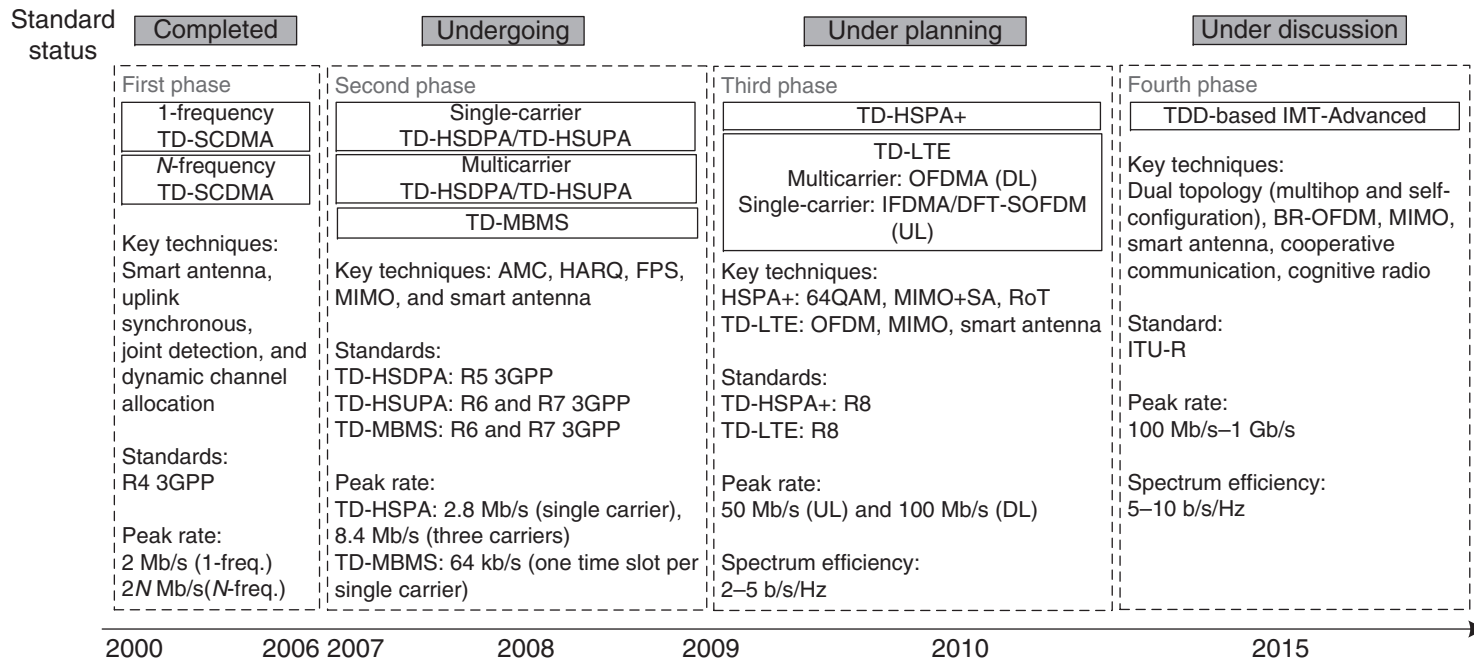 Standard
status
Completed
Undergoing
Under planning
Under discussion
First phase
1-frequency
TD-SCDMA
N-frequency
TD-SCDMA
Key techniques:
Smart antenna,
uplink
synchronous,
joint detection, and
dynamic channel
allocation
Standards:
R4 3GPP
Peak rate:
2 Mb/s (1-freq.)
2N Mb/s(N-freq.)
Second phase
Single-carrier
TD-HSDPA/TD-HSUPA
Multicarrier
TD-HSDPA/TD-HSUPA
TD-MBMS
Key techniques: AMC, HARQ, FPS,
MIMO, and smart antenna
Standards:
TD-HSDPA: R5 3GPP
TD-HSUPA: R6 and R7 3GPP
TD-MBMS: R6 and R7 3GPP
Peak rate:
TD-HSPA: 2.8 Mb/s (single carrier),
8.4 Mb/s (three carriers)
TD-MBMS: 64 kb/s (one time slot per
single carrier)
Third phase
TD-HSPA+
TD-LTE
Multicarrier: OFDMA (DL)
Single-carrier: IFDMA/DFT-SOFDM
(UL)
Key techniques:
HSPA+: 64QAM, MIMO+SA, RoT
TD-LTE: OFDM, MIMO, smart antenna
Standards:
TD-HSPA+: R8
TD-LTE: R8
Peak rate:
50 Mb/s (UL) and 100 Mb/s (DL)
Spectrum efficiency:
2–5 b/s/Hz
Fourth phase
TDD-based IMT-Advanced
Key techniques:
Dual topology (multihop and self-
configuration), BR-OFDM, MIMO,
smart antenna, cooperative
communication, cognitive radio
Standard:
ITU-R
Peak rate:
100 Mb/s–1 Gb/s
Spectrum efficiency:
5–10 b/s/Hz
2000
2006
2007
2008
2009
2010
2015